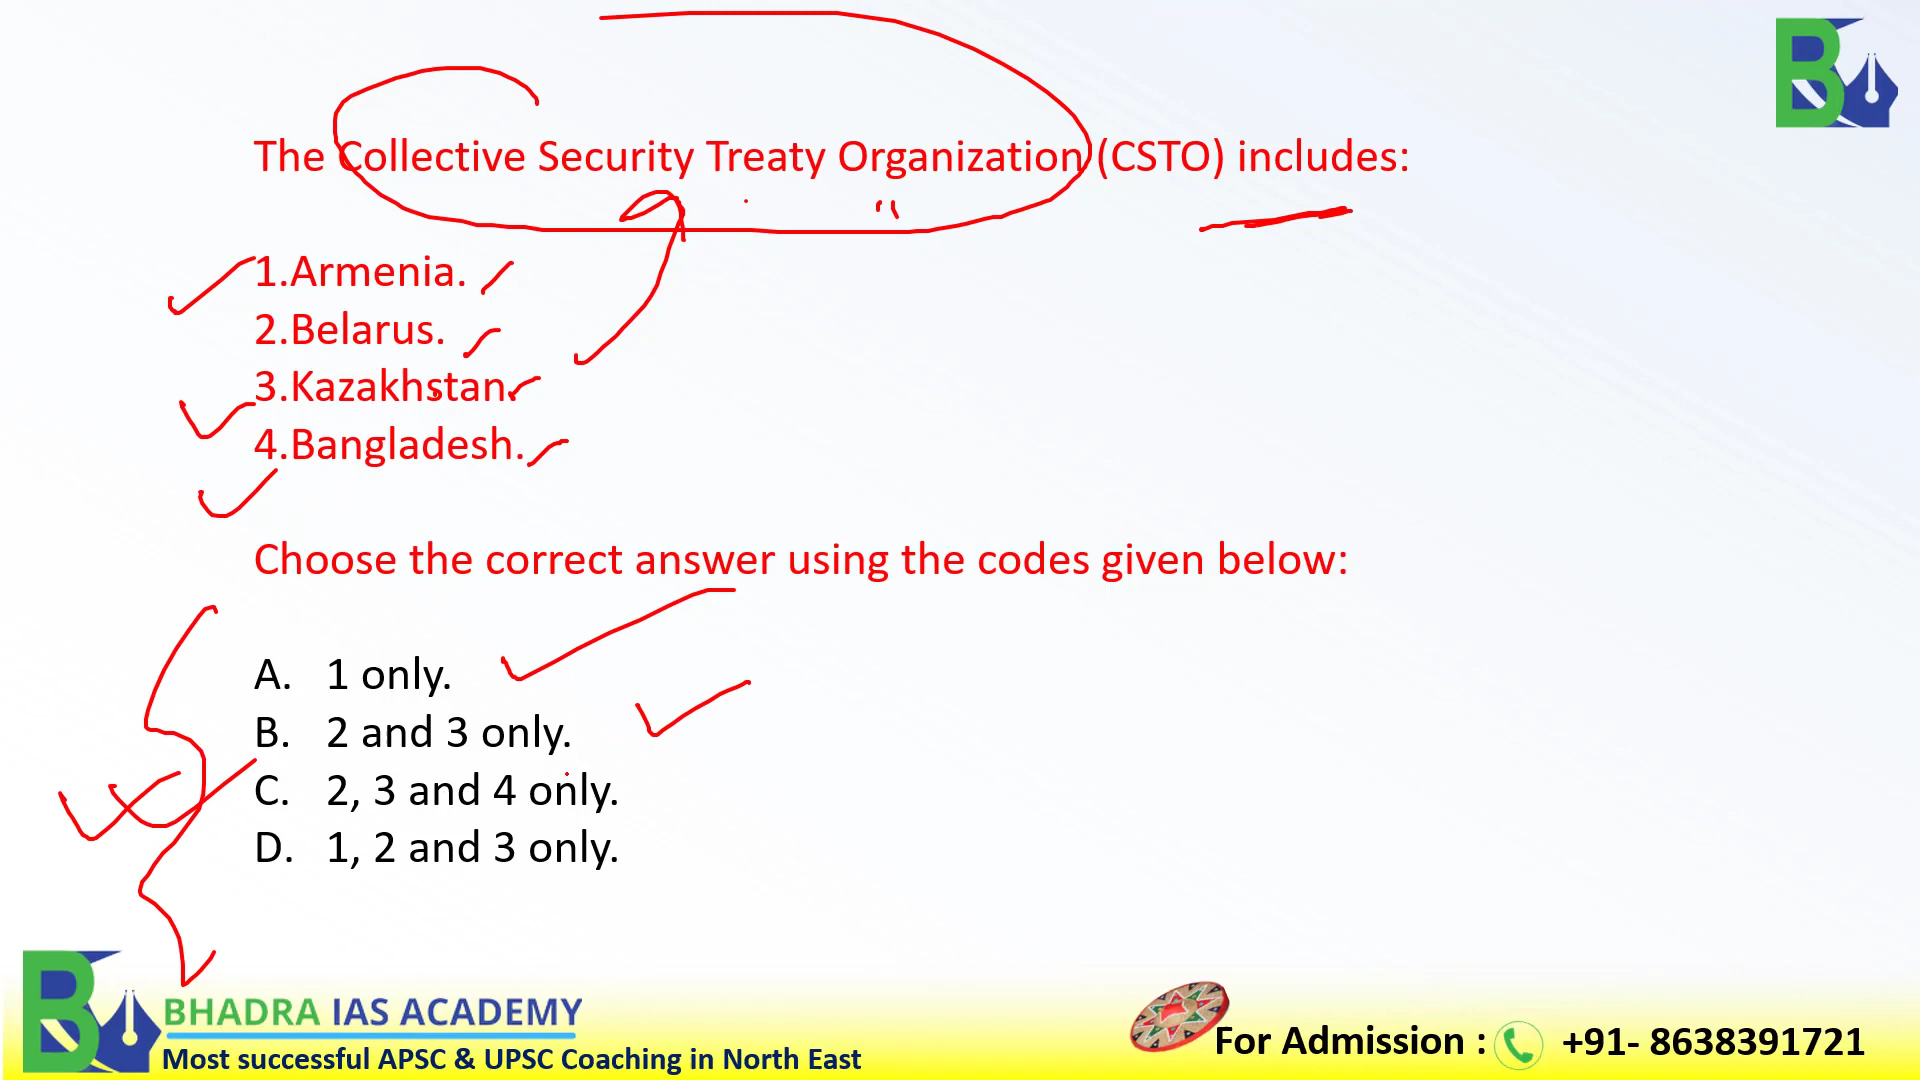 The Collective Security Treaty Organization (CSTO) includes:
1.Armenia.
2.Belarus.
3.Kazakhstan.
4.Bangladesh.
Choose the correct answer using the codes given below:
A. 1 only.
B. 2 and 3 only.
C. 2, 3 and 4 only.
D. 1, 2 and 3 only.
BHADRA IAS ACADEMY
Most successful APSC & UPSC Coaching in North East
For Admission : +91- 8638391721